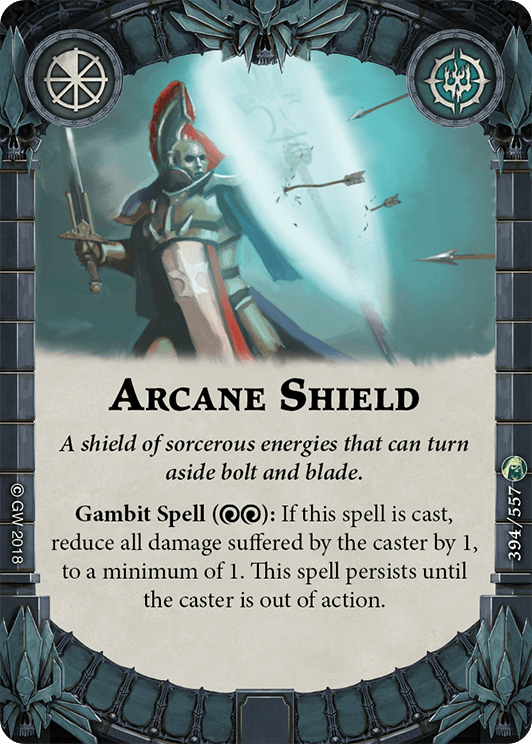 ARCANE SHIELD
A shield of sorcerous energies that can turn
aside bolt and blade.
Gambit Spell (): If this spell is cast,
reduce all damage suffered by the caster by 1,
to a minimum of 1. This spell persists until
the caster is out of action.
©GW 2018
394/557